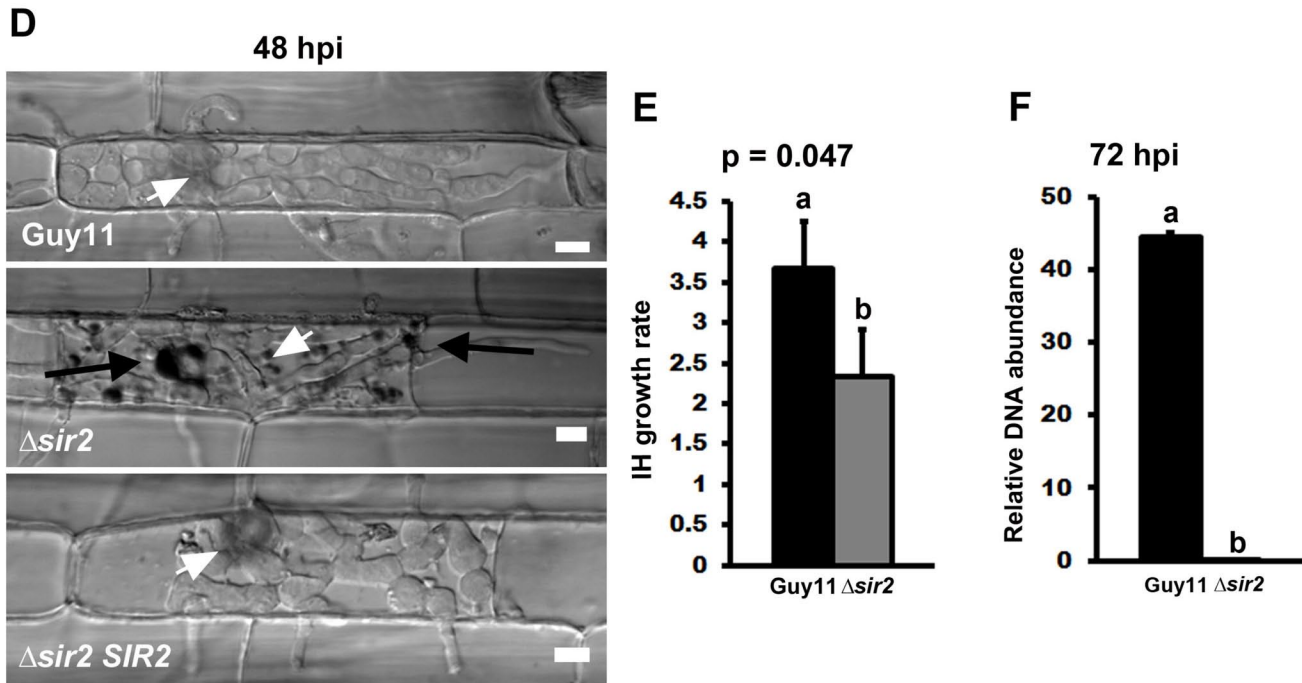 D
48 hpi
Guy11
Δsir2
Δsir2 SIR2
E
p = 0.047
IH growth rate
4.5
4
3.5
3
2.5
2
1.5
1
0.5
0
a
b
Guy11 Δsir2
F
72 hpi
Relative DNA abundance
50
40
30
20
10
0
a
b
Guy11 Δsir2